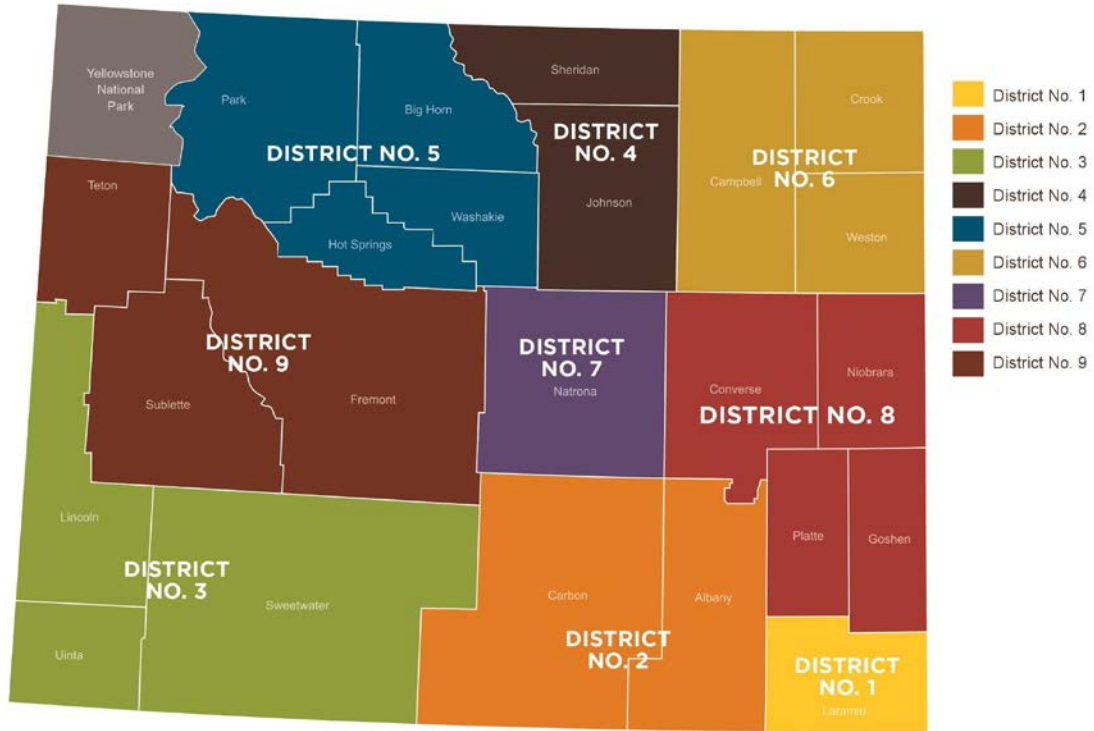 Yellowstone
National
Park
Park
Big Horn
Sheridan
Crook
DISTRICT NO. 5
DISTRICT
NO. 4
DISTRICT
NO. 6
Campbell
Teton
Washakie
Johnson
Hot Springs
Weston
DISTRICT
NO. 9
Sublette
Fremont
DISTRICT
NO. 7
Natrona
Converse
Niobrara
DISTRICT NO. 8
Lincoln
DISTRICT
NO. 3
Sweetwater
Uinta
Carbon
Albany
DISTRICT
NO. 2
Platte
Goshen
DISTRICT
NO. 1
Laramie
District No. 1
District No. 2
District No. 3
District No. 4
District No. 5
District No. 6
District No. 7
District No. 8
District No. 9